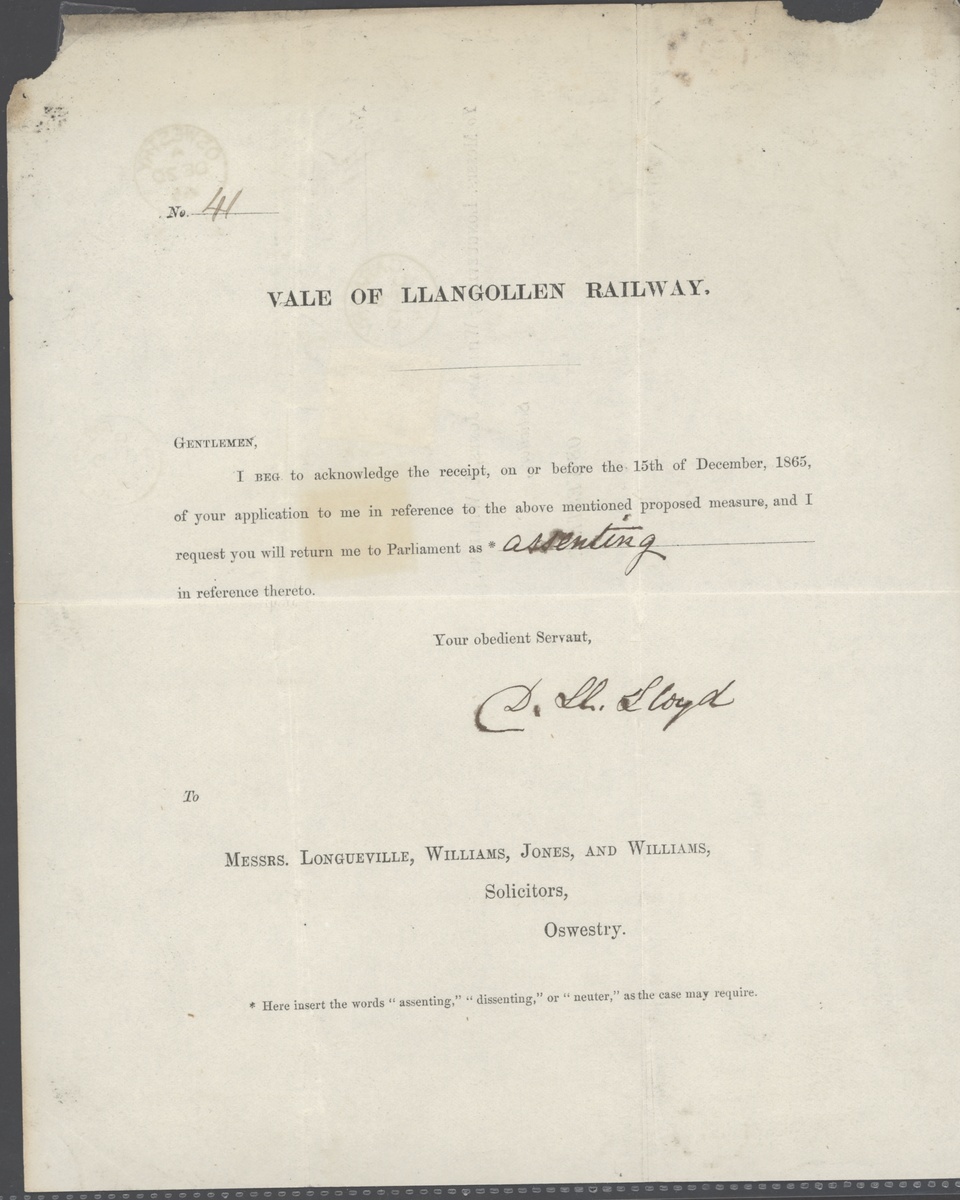 No. 41
VALE OF LLANGOLLEN RAILWAY.
GENTLEMEN,
I BEG to acknowledge the receipt, on or before the 15th of December, 1865,
of your application to me in reference to the above mentioned proposed measure, and I
request you will return me to Parliament as * assenting
in reference thereto.
Your obedient Servant,
D. Ll. Lloyd
To
MESSRS. LONGUEVILLE, WILLIAMS, JONES, AND WILLIAMS,
Solicitors,
Oswestry.
* Here insert the words “ assenting,” “ dissenting,” or “ neuter,” as the case may require.